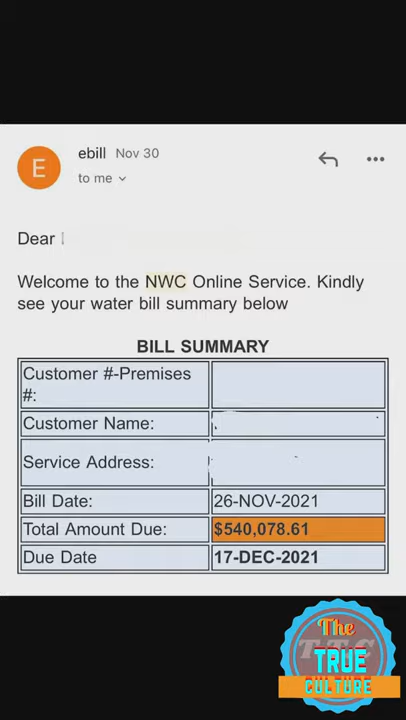 ebill Nov 30
E
to me
Dear
Welcome to the NWC Online Service. Kindly
see your water bill summary below
BILL SUMMARY
Customer #-Premises
#:
Customer Name:
Service Address:
Bill Date: 26-NOV-2021
Total Amount Due: $540,078.61
Due Date 17-DEC-2021
The
TTC
TRUE
CULTURE